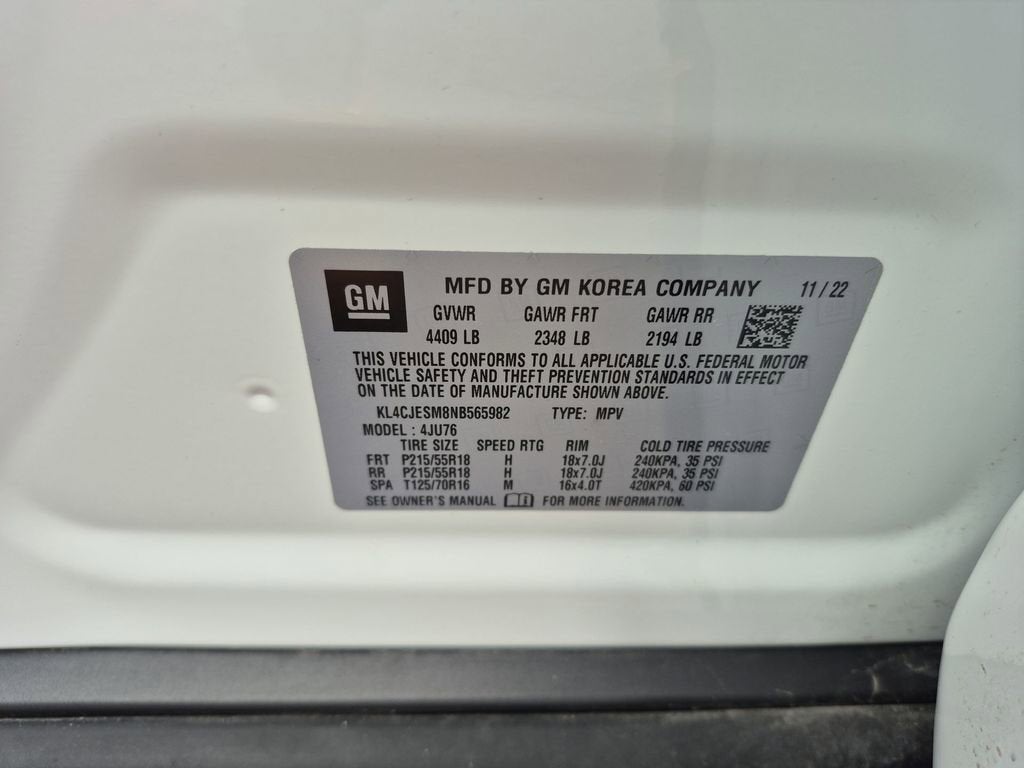 GM MFD BY GM KOREA COMPANY 11/22
GVWR GAWR FRT GAWR RR
4409 LB 2348 LB 2194 LB
THIS VEHICLE CONFORMS TO ALL APPLICABLE U.S. FEDERAL MOTOR
VEHICLE SAFETY AND THEFT PREVENTION STANDARDS IN EFFECT
ON THE DATE OF MANUFACTURE SHOWN ABOVE.
KL4CJESM8NB565982 TYPE: MPV
MODEL : 4JU76
TIRE SIZE SPEED RTG RIM COLD TIRE PRESSURE
FRT P215/55R18 H 18x7.0J 240KPA, 35 PSI
RR P215/55R18 H 18x7.0J 240KPA, 35 PSI
SPA T125/70R16 M 16x4.0T 420KPA, 60 PSI
SEE OWNER'S MANUAL FOR MORE INFORMATION.